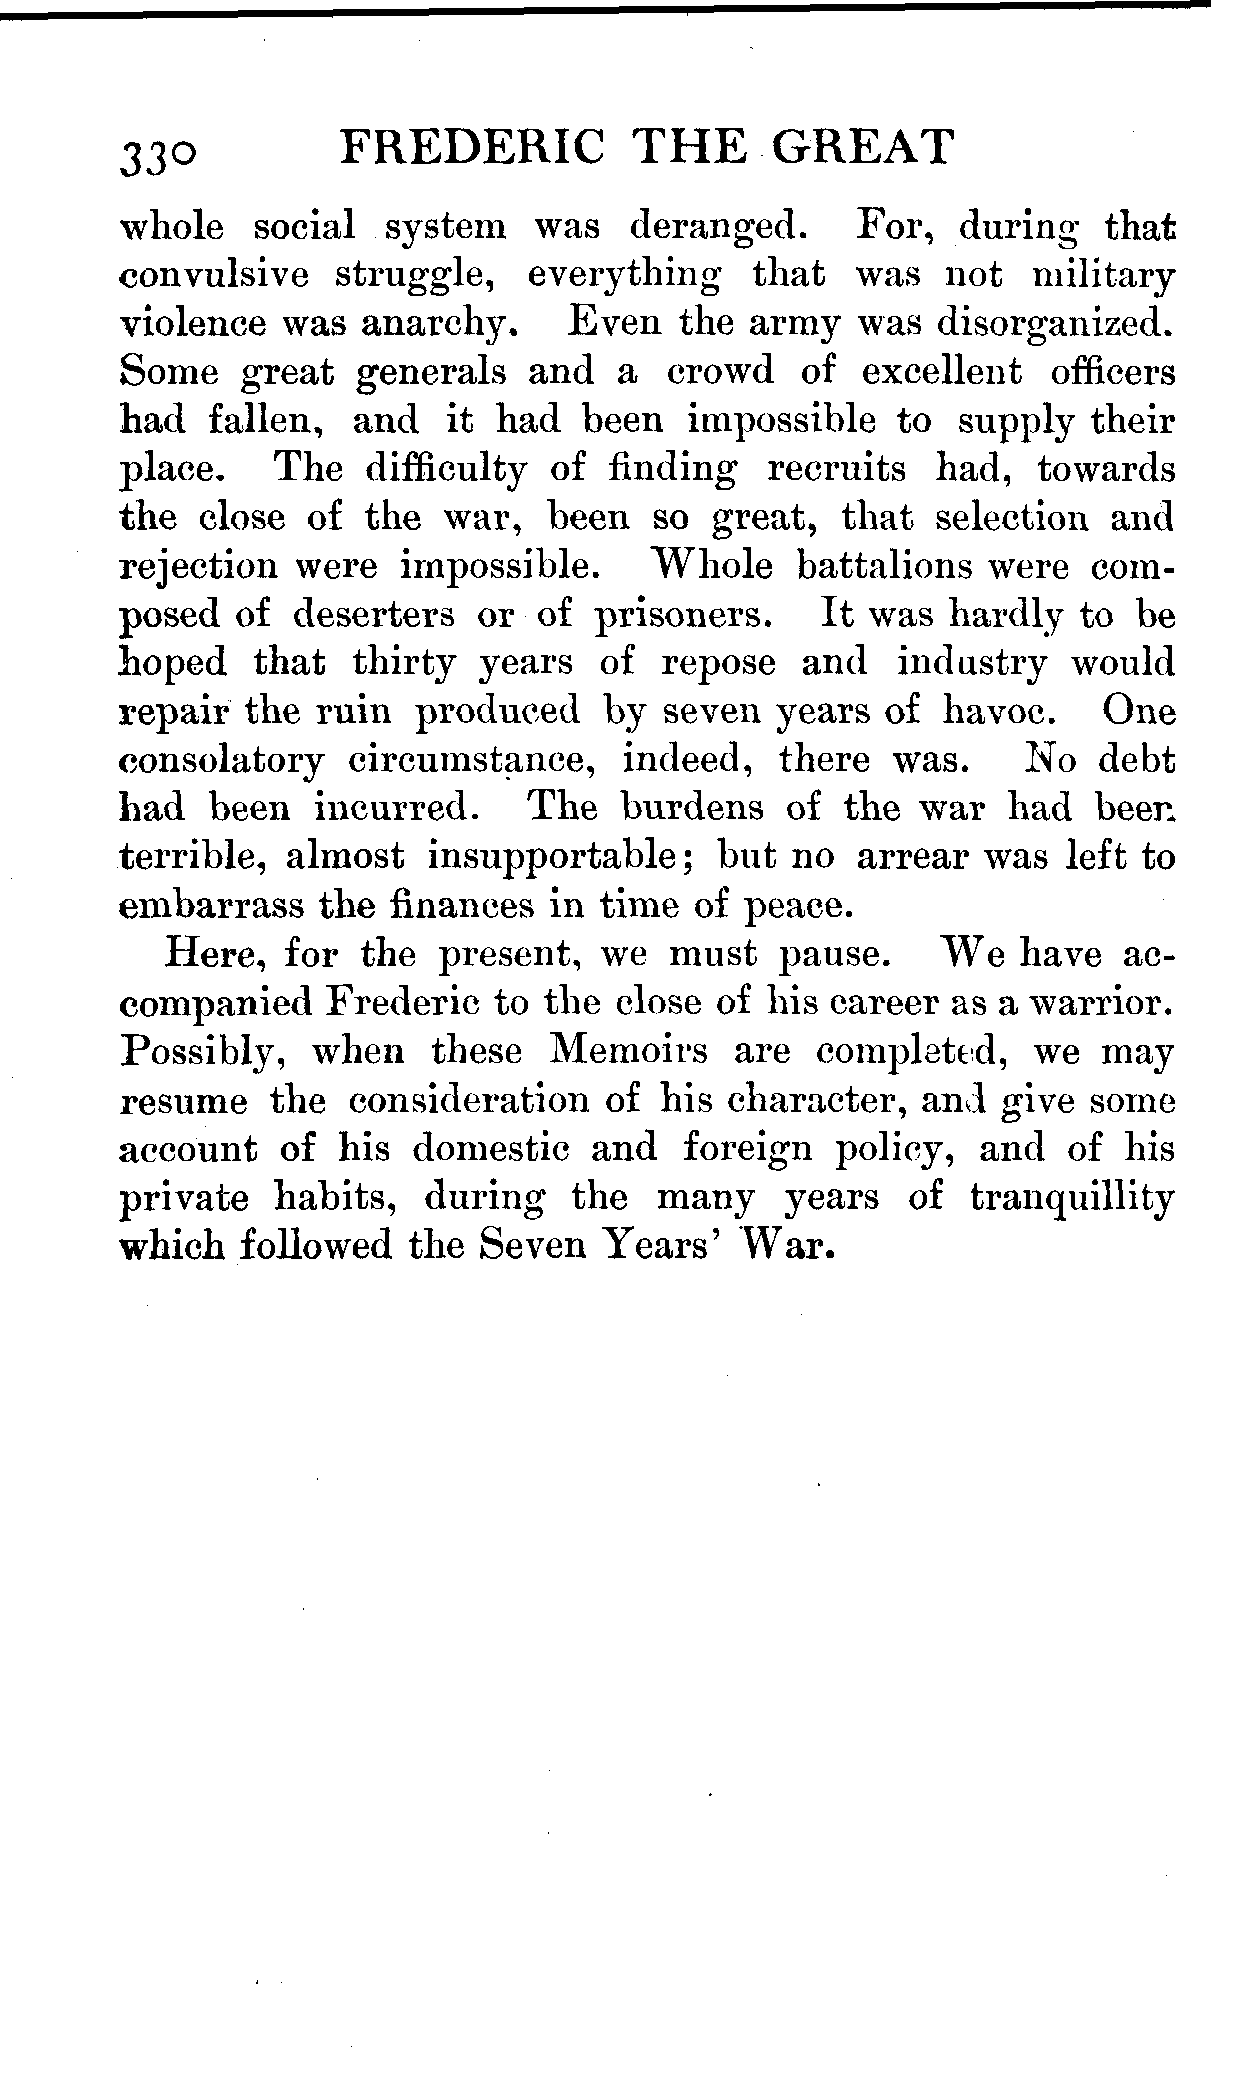 330 FREDERIC THE GREAT
whole social system was deranged. For, during that
convulsive struggle, everything that was not military
violence was anarchy. Even the army was disorganized.
Some great generals and a crowd of excellent officers
had fallen, and it had been impossible to supply their
place. The difficulty of finding recruits had, towards
the close of the war, been so great, that selection and
rejection were impossible. Whole battalions were com-
posed of deserters or of prisoners. It was hardly to be
hoped that thirty years of repose and industry would
repair the ruin produced by seven years of havoc. One
consolatory circumstance, indeed, there was. No debt
had been incurred. The burdens of the war had been
terrible, almost insupportable; but no arrear was left to
embarrass the finances in time of peace.
Here, for the present, we must pause. We have ac-
companied Frederic to the close of his career as a warrior.
Possibly, when these Memoirs are completed, we may
resume the consideration of his character, and give some
account of his domestic and foreign policy, and of his
private habits, during the many years of tranquillity
which followed the Seven Years' War.